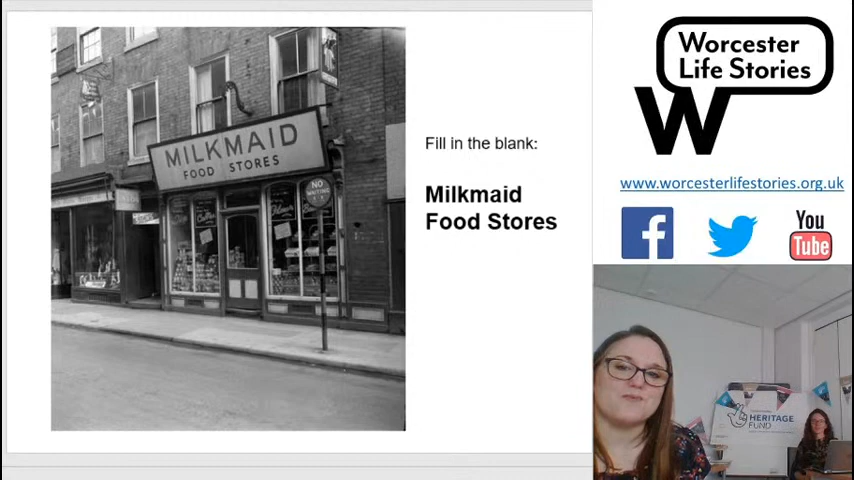 MILKMAID
FOOD STORES
NO
WAITING
Fill in the blank:
Milkmaid
Food Stores
Worcester
Life Stories
W
www.worcesterlifestories.org.uk
f
You
Tube
HERITAGE
FUND